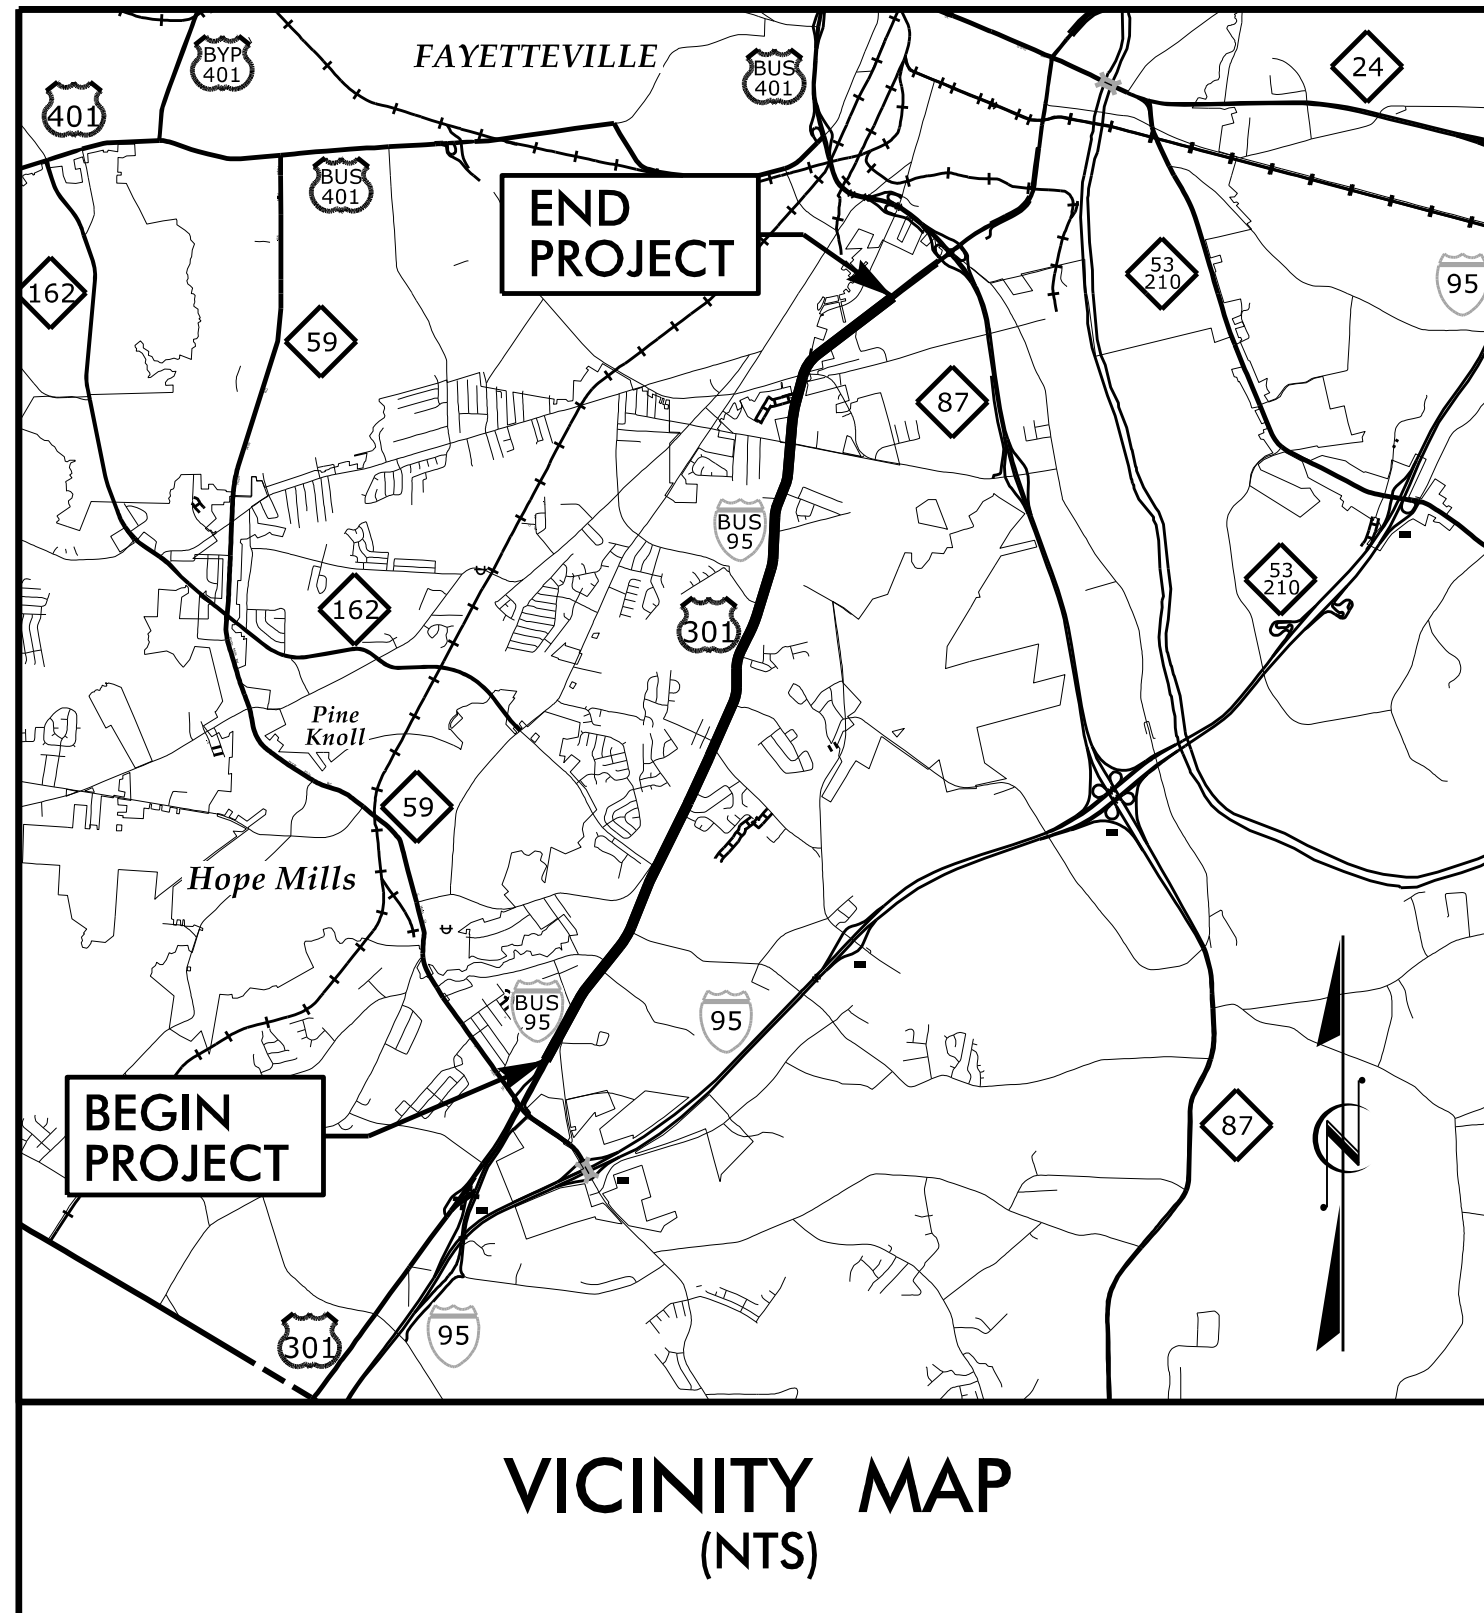 FAYETTEVILLE
BYP
401
BUS
401
24
401
BUS
401
END
PROJECT
53
210
95
162
59
87
BUS
95
53
210
162
301
Pine
Knoll
59
Hope Mills
BUS
95
95
BEGIN
PROJECT
87
N
301
95
VICINITY MAP
(NTS)